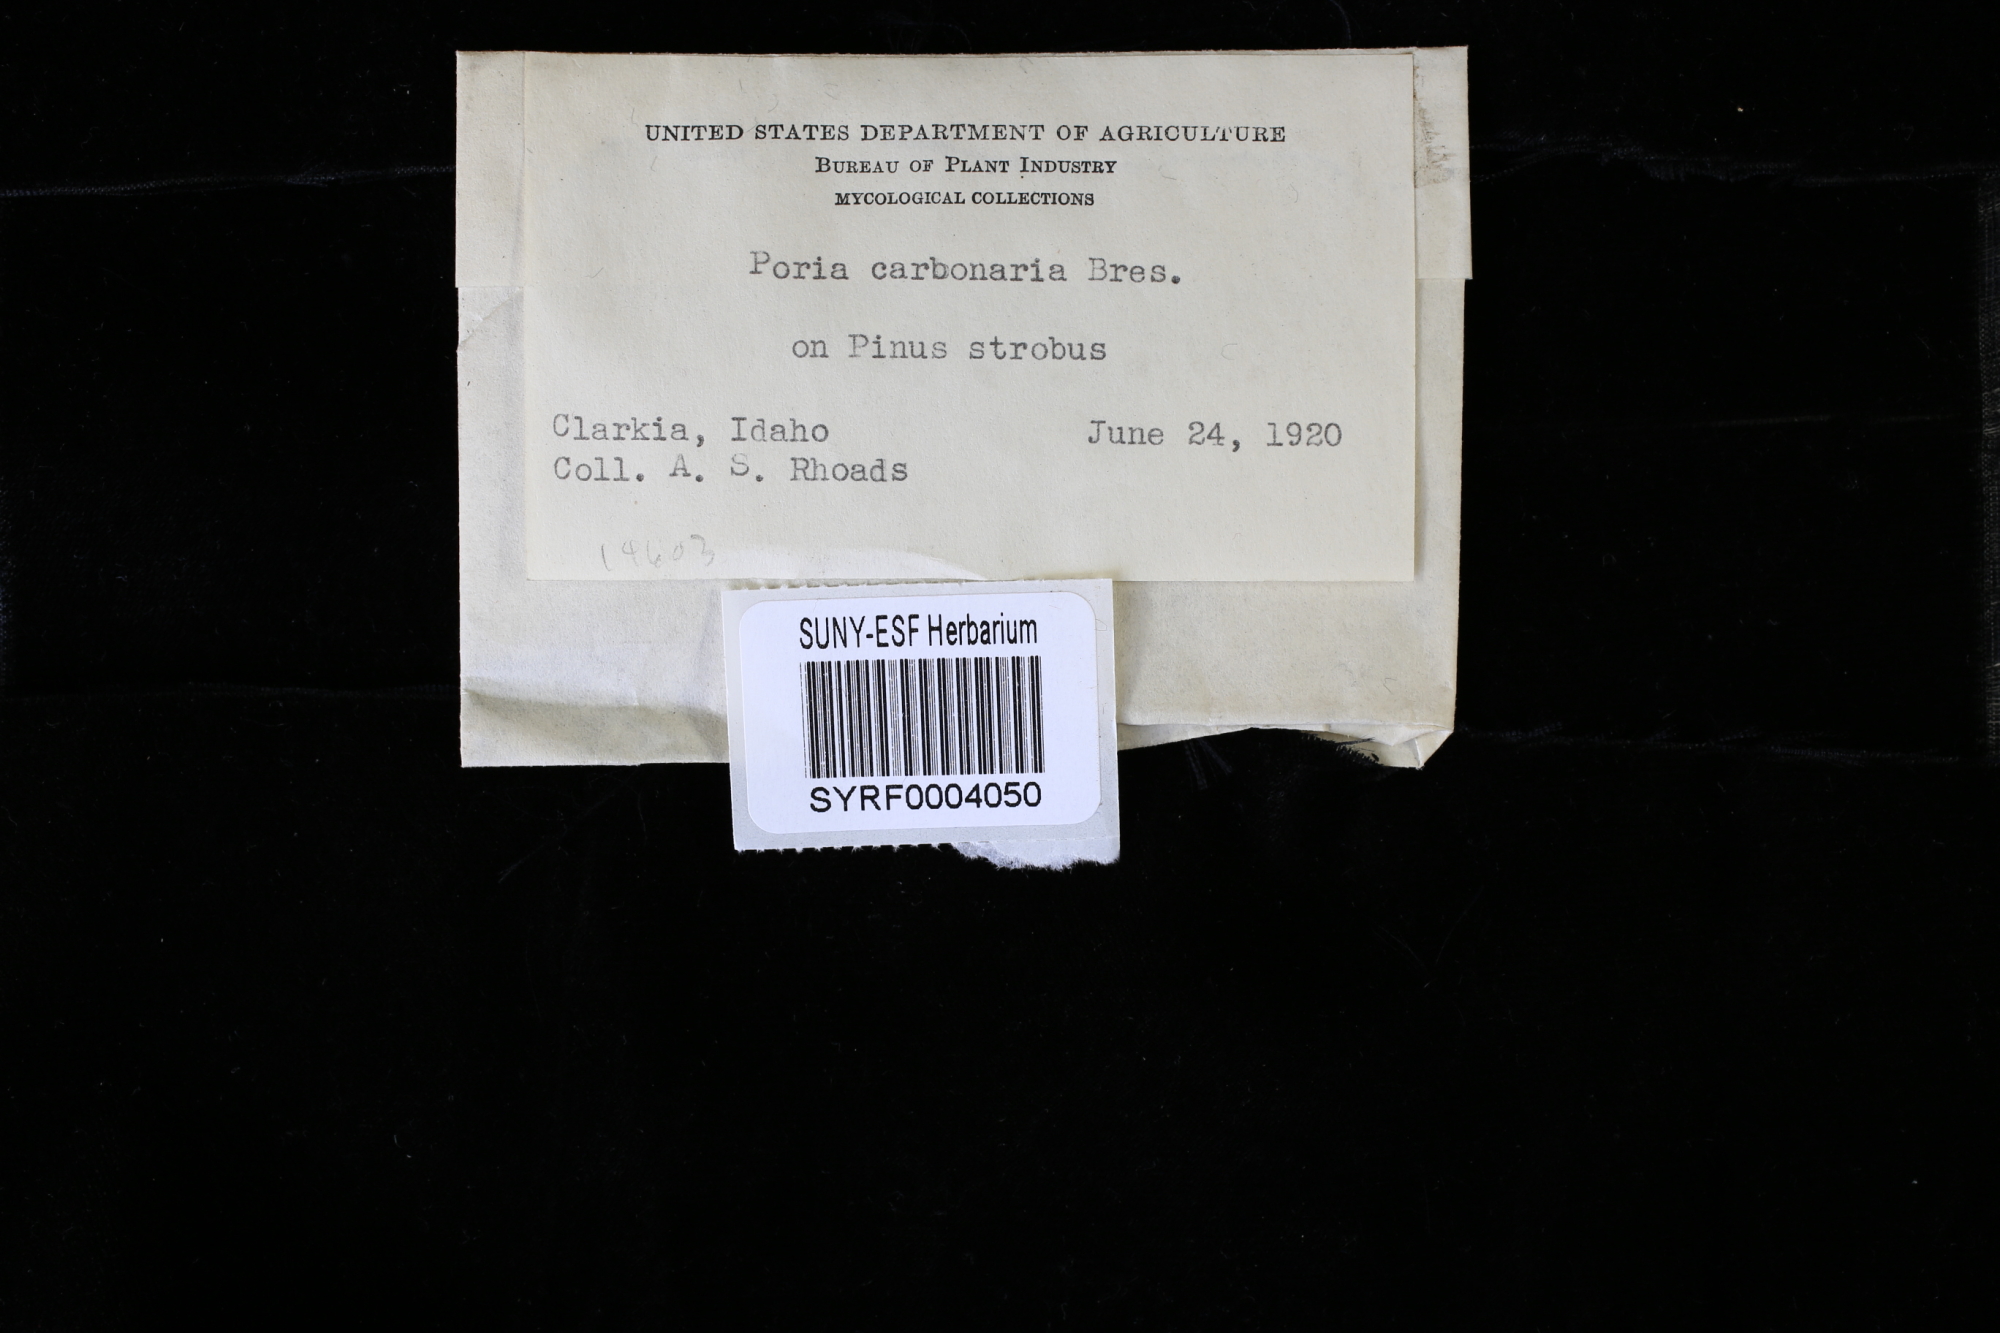 UNITED STATES DEPARTMENT OF AGRICULTURE
BUREAU OF PLANT INDUSTRY
MYCOLOGICAL COLLECTIONS
Poria carbonaria Bres.
on Pinus strobus
Clarkia, Idaho June 24, 1920
Coll. A. S. Rhoads
14603
SUNY-ESF Herbarium
SYRF0004050